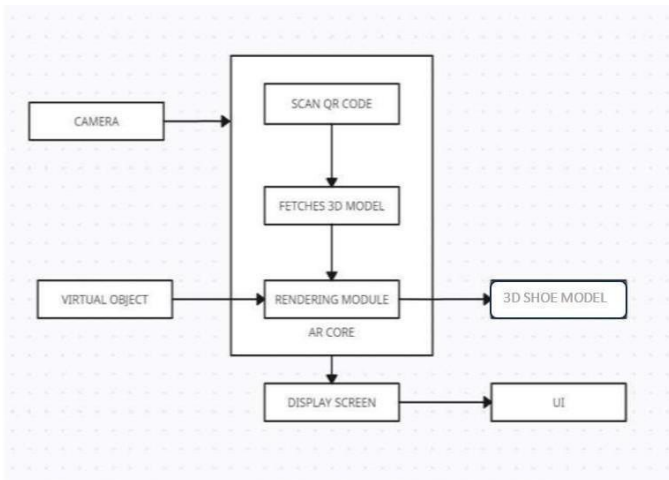 SCAN QR CODE
CAMERA
FETCHES 3D MODEL
VIRTUAL OBJECT
RENDERING MODULE
3D SHOE MODEL
AR CORE
DISPLAY SCREEN
UI